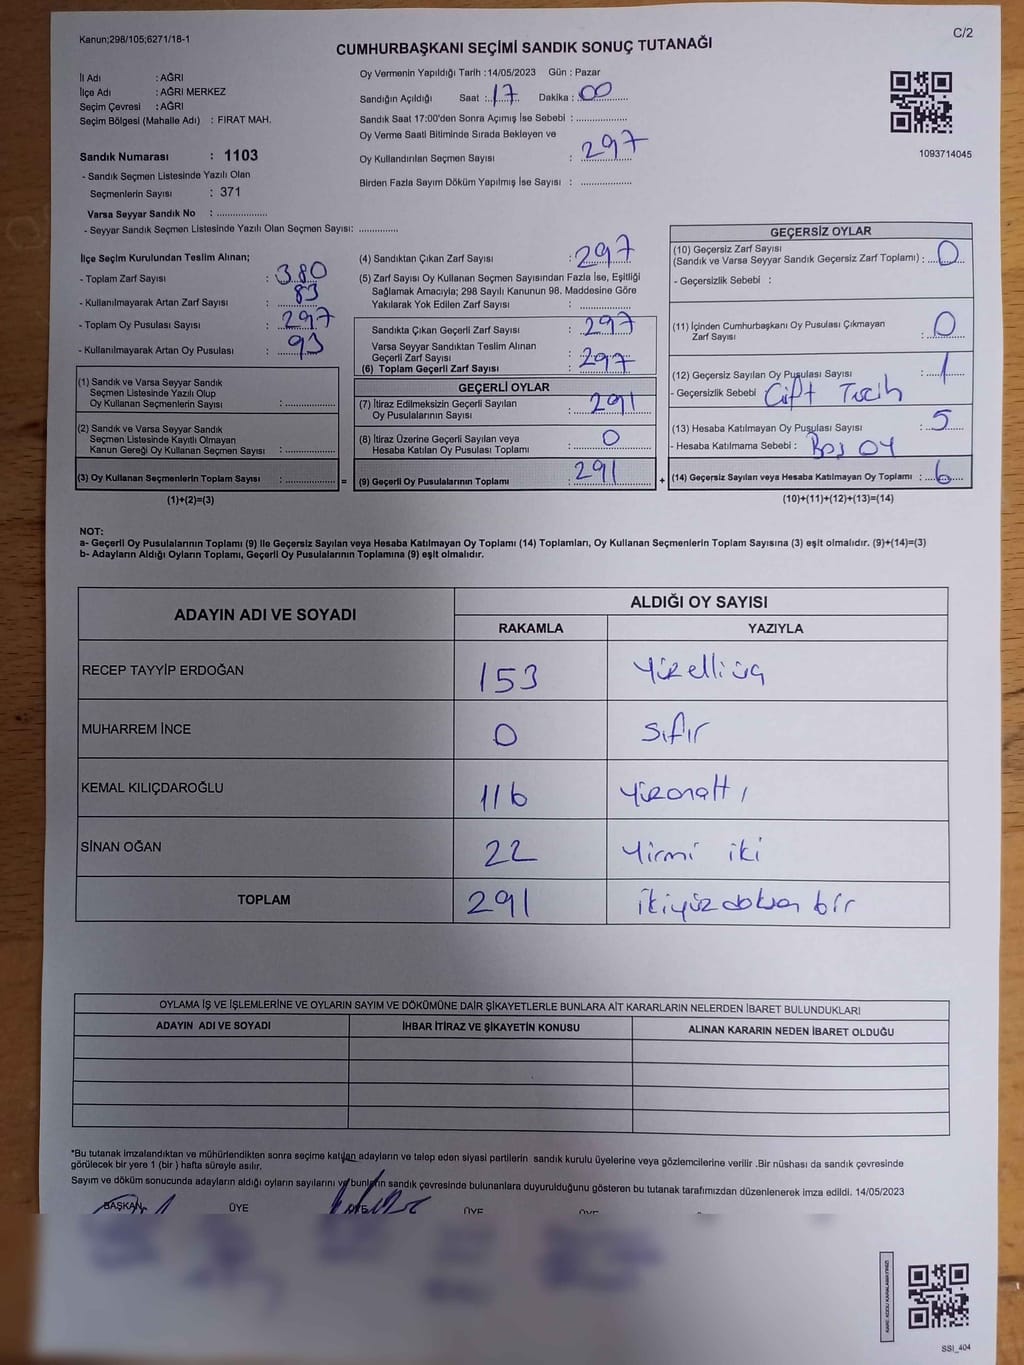 Kanun;298/105;6271/18-1
C/2
CUMHURBAŞKANI SEÇİMİ SANDIK SONUÇ TUTANAĞI
İl Adı : AĞRI
İlçe Adı : AĞRI MERKEZ
Seçim Çevresi : AĞRI
Seçim Bölgesi (Mahalle Adı) : FIRAT MAH.
Sandık Numarası : 1103
- Sandık Seçmen Listesinde Yazılı Olan
Seçmenlerin Sayısı : 371
Varsa Seyyar Sandık No : ..................
- Seyyar Sandık Seçmen Listesinde Yazılı Olan Seçmen Sayısı: ..............
Oy Vermenin Yapıldığı Tarih :14/05/2023 Gün : Pazar
Sandığın Açıldığı Saat : 17 Dakika : 00
Sandık Saat 17:00'den Sonra Açımış İse Sebebi : ..................
Oy Verme Saati Bitiminde Sırada Bekleyen ve
Oy Kullandırılan Seçmen Sayısı : 297
Birden Fazla Sayım Döküm Yapılmış İse Sayısı : ..................
1093714045
İlçe Seçim Kurulundan Teslim Alınan;
- Toplam Zarf Sayısı : 380
- Kullanılmayarak Artan Zarf Sayısı : 83
- Toplam Oy Pusulası Sayısı : 297
- Kullanılmayarak Artan Oy Pusulası : 93
(1) Sandık ve Varsa Seyyar Sandık
Seçmen Listesinde Yazılı Olup
Oy Kullanan Seçmenlerin Sayısı : ..................
(2) Sandık ve Varsa Seyyar Sandık
Seçmen Listesinde Kayıtlı Olmayan
Kanun Gereği Oy Kullanan Seçmen Sayısı : ..................
(3) Oy Kullanan Seçmenlerin Toplam Sayısı : .................. =
(1)+(2)=(3)
(4) Sandıktan Çıkan Zarf Sayısı : 297
(5) Zarf Sayısı Oy Kullanan Seçmen Sayısından Fazla İse, Eşitliği
Sağlamak Amacıyla; 298 Sayılı Kanunun 98. Maddesine Göre
Yakılarak Yok Edilen Zarf Sayısı : ..................
Sandıkta Çıkan Geçerli Zarf Sayısı : 297
Varsa Seyyar Sandıktan Teslim Alınan
Geçerli Zarf Sayısı
(6) Toplam Geçerli Zarf Sayısı : 297
GEÇERLİ OYLAR
(7) İtiraz Edilmeksizin Geçerli Sayılan
Oy Pusulalarının Sayısı : 291
(8) İtiraz Üzerine Geçerli Sayılan veya
Hesaba Katılan Oy Pusulası Toplamı : 0
(9) Geçerli Oy Pusulalarının Toplamı : 291 +
GEÇERSİZ OYLAR
(10) Geçersiz Zarf Sayısı
(Sandık ve Varsa Seyyar Sandık Geçersiz Zarf Toplamı) : 0
- Geçersizlik Sebebi :
(11) İçinden Cumhurbaşkanı Oy Pusulası Çıkmayan
Zarf Sayısı : 0
(12) Geçersiz Sayılan Oy Pusulası Sayısı : 1
- Geçersizlik Sebebi Çift Tercih
(13) Hesaba Katılmayan Oy Pusulası Sayısı : 5
- Hesaba Katılmama Sebebi : Boş OY
(14) Geçersiz Sayılan veya Hesaba Katılmayan Oy Toplamı : 6
(10)+(11)+(12)+(13)=(14)
NOT:
a- Geçerli Oy Pusulalarının Toplamı (9) ile Geçersiz Sayılan veya Hesaba Katılmayan Oy Toplamı (14) Toplamları, Oy Kullanan Seçmenlerin Toplam Sayısına (3) eşit olmalıdır. (9)+(14)=(3)
b- Adayların Aldığı Oyların Toplamı, Geçerli Oy Pusulalarının Toplamına (9) eşit olmalıdır.
ADAYIN ADI VE SOYADI ALDIĞI OY SAYISI
RAKAMLA YAZIYLA
RECEP TAYYİP ERDOĞAN 153 Yüzelliüç
MUHARREM İNCE 0 Sıfır
KEMAL KILIÇDAROĞLU 116 Yüzonaltı
SİNAN OĞAN 22 Yirmi iki
TOPLAM 291 ikiyüzdoksan bir
OYLAMA İŞ VE İŞLEMLERİNE VE OYLARIN SAYIM VE DÖKÜMÜNE DAİR ŞİKAYETLERLE BUNLARA AİT KARARLARIN NELERDEN İBARET BULUNDUKLARI
ADAYIN ADI VE SOYADI İHBAR İTİRAZ VE ŞİKAYETİN KONUSU ALINAN KARARIN NEDEN İBARET OLDUĞU
*Bu tutanak imzalandıktan ve mühürlendikten sonra seçime katılan adayların ve talep eden siyasi partilerin sandık kurulu üyelerine veya gözlemcilerine verilir .Bir nüshası da sandık çevresinde
görülecek bir yere 1 (bir ) hafta süreyle asılır.
Sayım ve döküm sonucunda adayların aldığı oyların sayılarını ve bunların sandık çevresinde bulunanlara duyurulduğunu gösteren bu tutanak tarafımızdan düzenlenerek imza edildi. 14/05/2023
BAŞKAN ÜYE ÜYE ÜYE ÜYE
SSİ_404